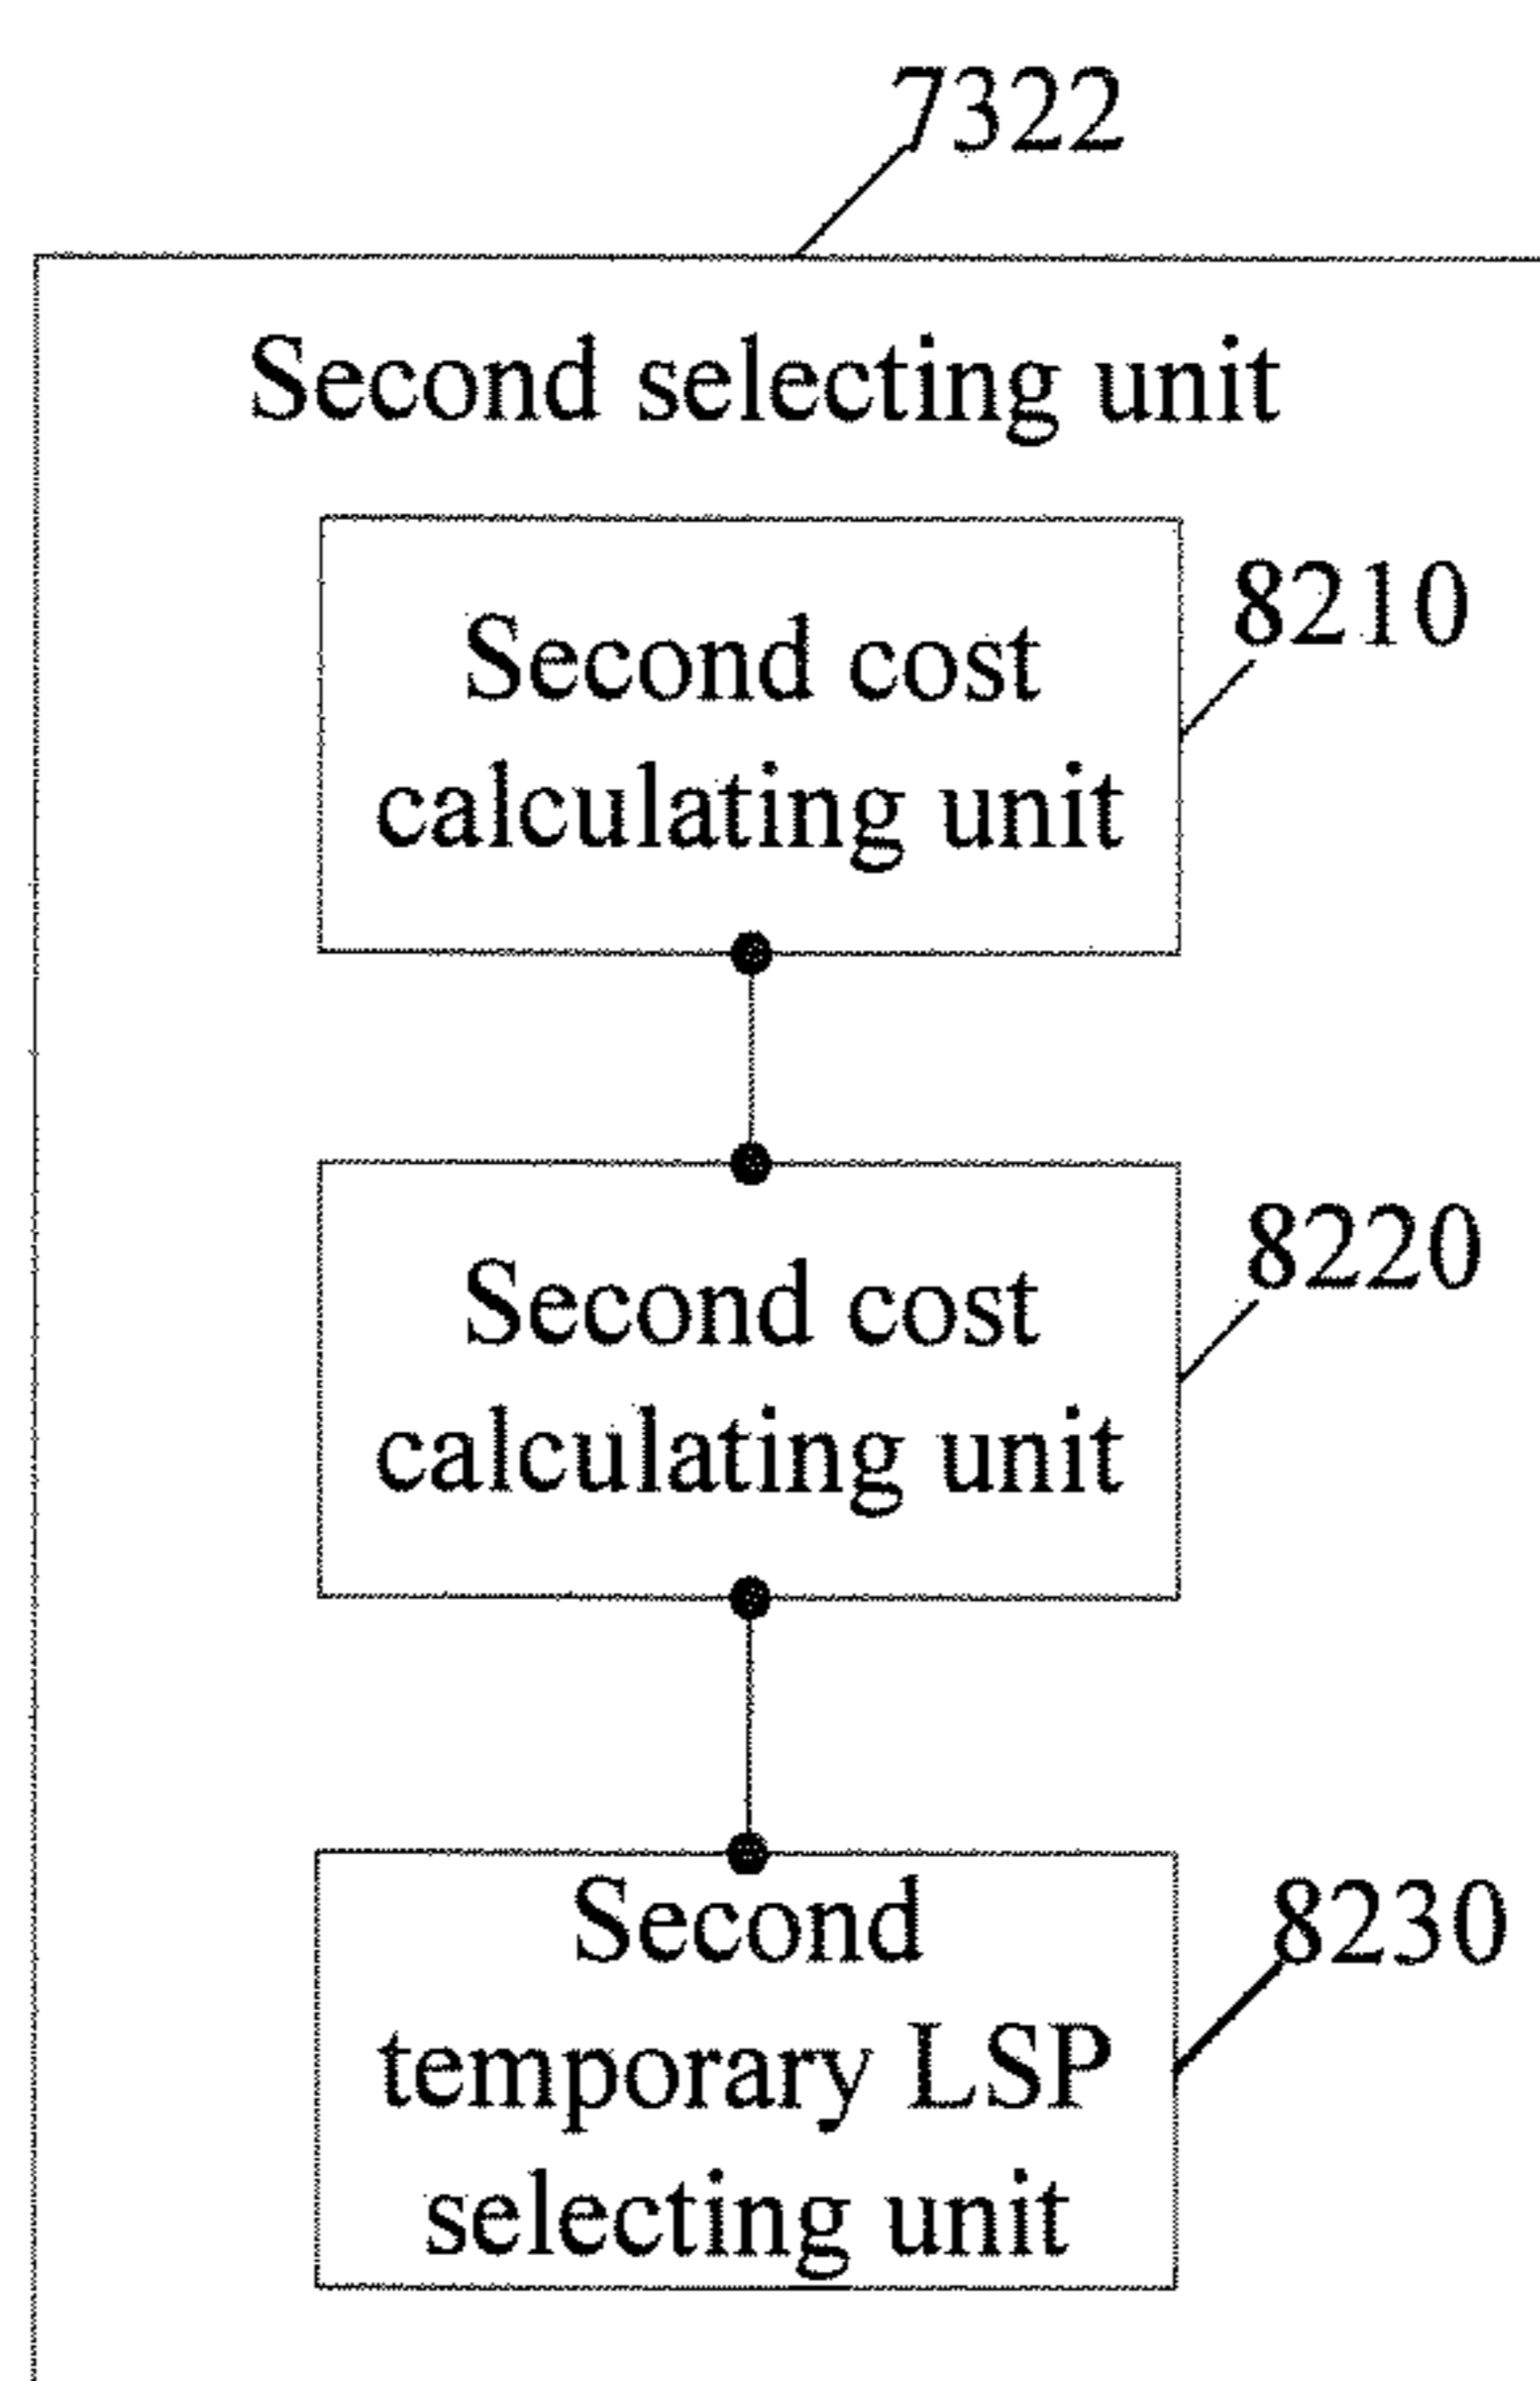 7322
Second selecting unit
Second cost
calculating unit
8210
Second cost
calculating unit
8220
Second
temporary LSP
selecting unit
8230